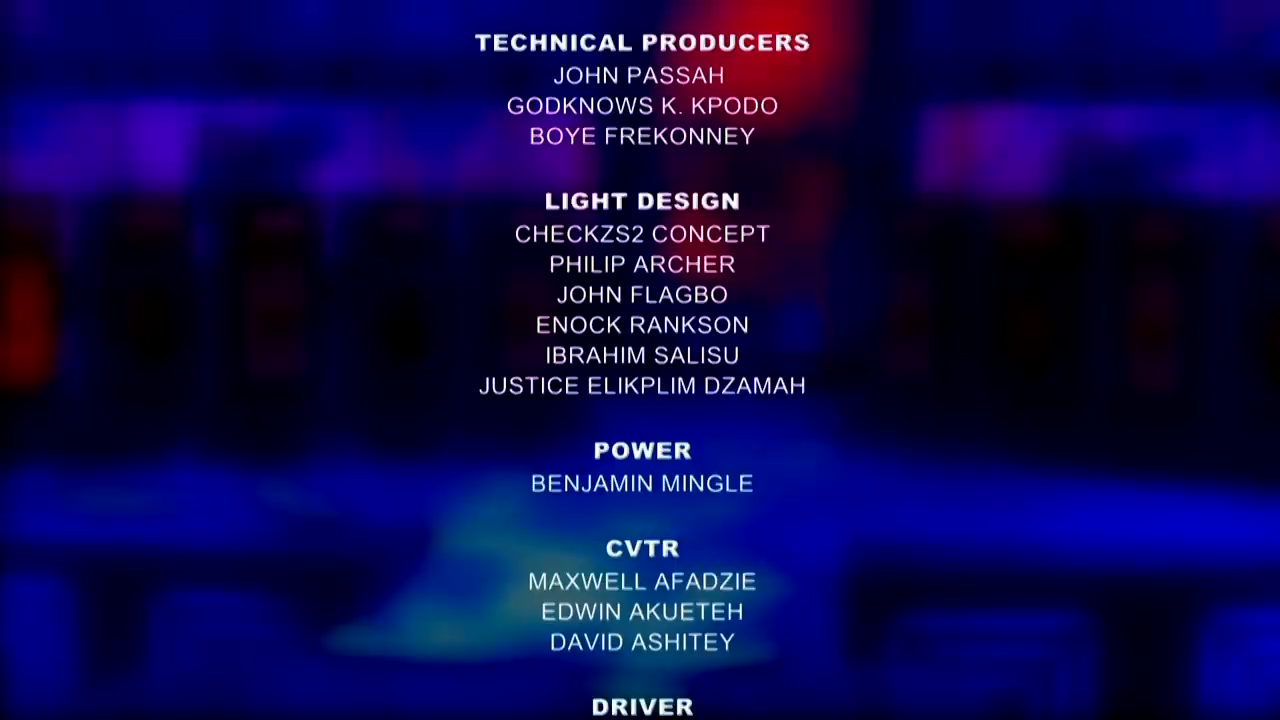 TECHNICAL PRODUCERS
JOHN PASSAH
GODKNOWS K. KPODO
BOYE FREKONNEY
LIGHT DESIGN
CHECKZS2 CONCEPT
PHILIP ARCHER
JOHN FLAGBO
ENOCK RANKSON
IBRAHIM SALISU
JUSTICE ELIKPLIM DZAMAH
POWER
BENJAMIN MINGLE
CVTR
MAXWELL AFADZIE
EDWIN AKUETEH
DAVID ASHITEY
DRIVER